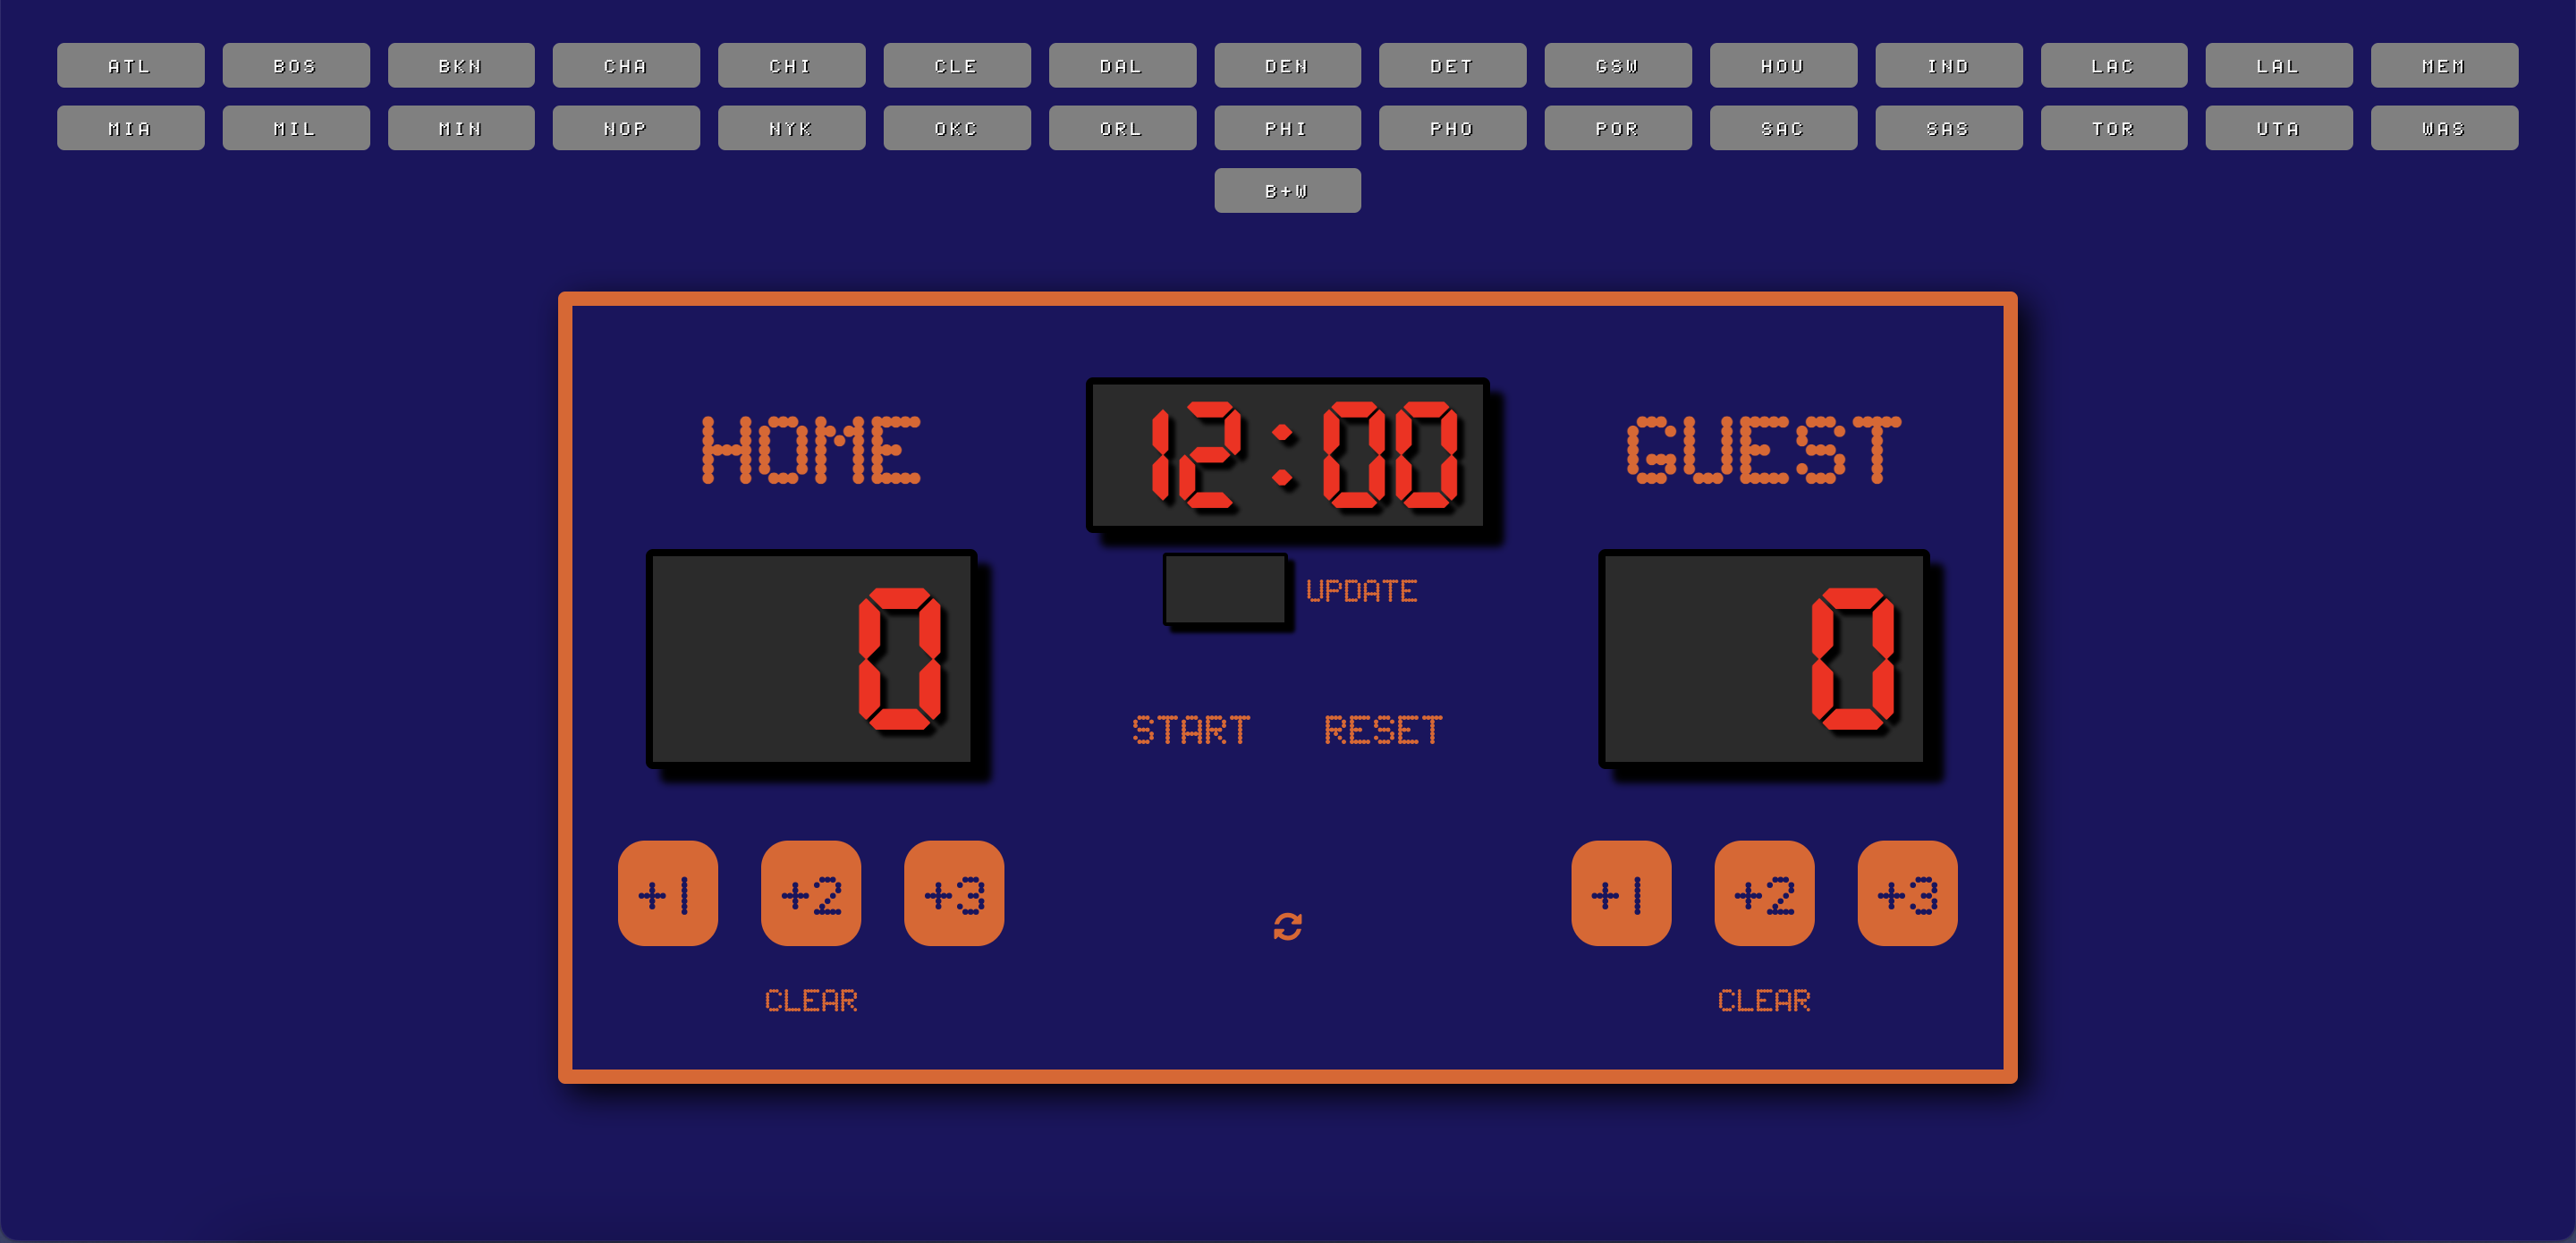 ATL BOS BKN CHA CHI CLE DAL DEN DET GSW HOU IND LAC LAL MEM
MIA MIL MIN NOP NYK OKC ORL PHI PHO POR SAC SAS TOR UTA WAS
B+W
HOME 12:00 GUEST
UPDATE
0 0
START RESET
+1 +2 +3 +1 +2 +3
CLEAR CLEAR